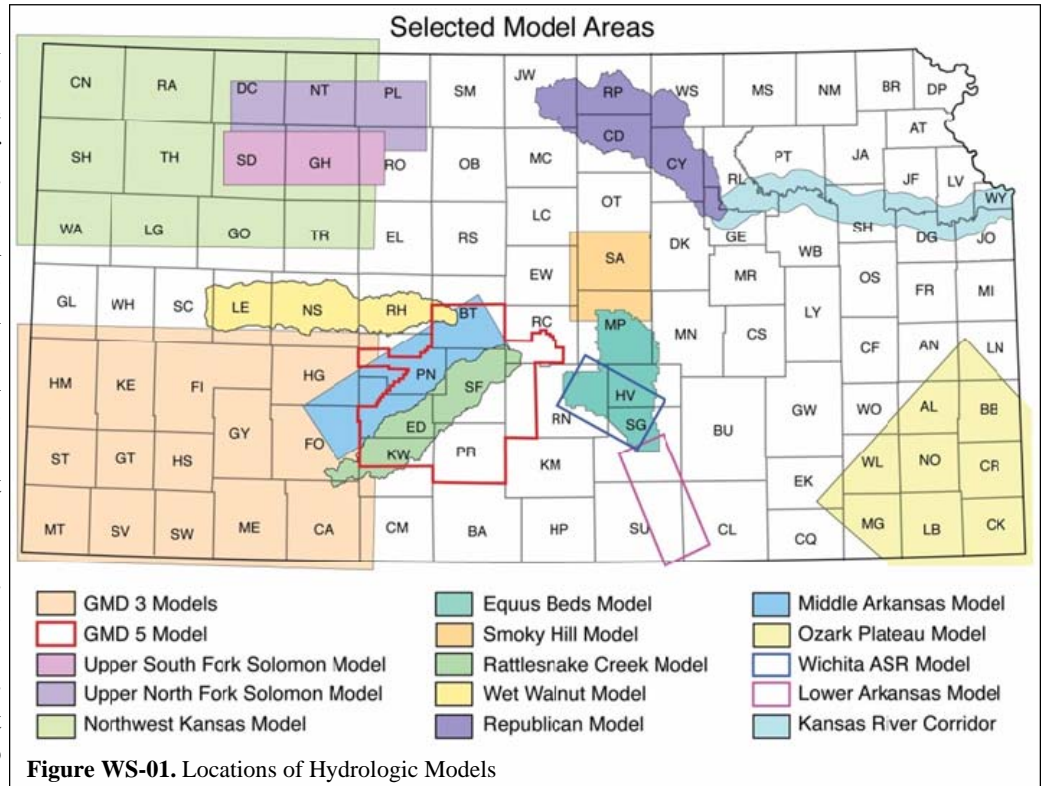 Selected Model Areas
CN RA DC NT PL SM JW RP WS MS NM BR DP
SH TH SD GH RO OB MC CD CY RL PT JA AT JF LV WY
WA LG GO TR EL RS LC OT DK GE WB SH DG JO
GL WH SC LE NS RH BT EW SA MR LY OS FR MI
HM KE FI HG PN SF RC MP MN CS CF AN LN
ST GT HS GY FO ED KW PR RN HV SG BU GW WO AL BB
MT SV SW ME CA CM BA KM HP SU CL EK CQ WL NO CR MG LB CK
GMD 3 Models
GMD 5 Model
Upper South Fork Solomon Model
Upper North Fork Solomon Model
Northwest Kansas Model
Equus Beds Model
Smoky Hill Model
Rattlesnake Creek Model
Wet Walnut Model
Republican Model
Middle Arkansas Model
Ozark Plateau Model
Wichita ASR Model
Lower Arkansas Model
Kansas River Corridor
Figure WS-01. Locations of Hydrologic Models